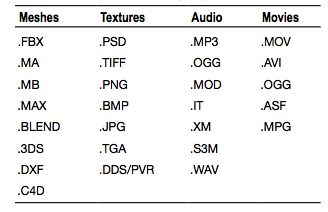 Meshes Textures Audio Movies
.FBX .PSD .MP3 .MOV
.MA .TIFF .OGG .AVI
.MB .PNG .MOD .OGG
.MAX .BMP .IT .ASF
.BLEND .JPG .XM .MPG
.3DS .TGA .S3M
.DXF .DDS/PVR .WAV
.C4D